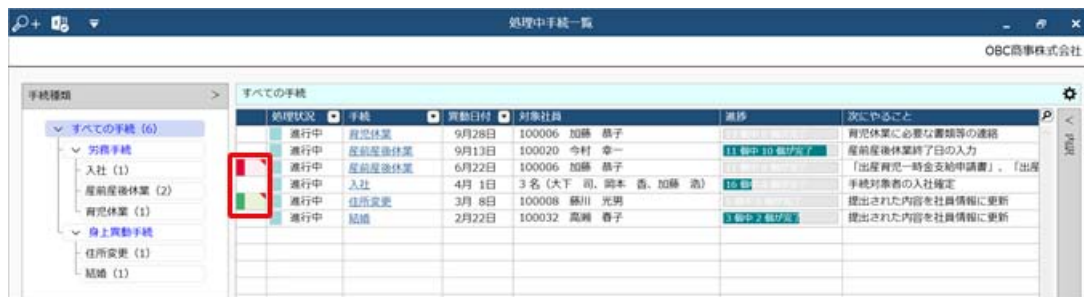 処理中手続一覧
OBC商事株式会社
手続種類 >
すべての手続
すべての手続 (6)
労務手続
入社 (1)
産前産後休業 (2)
育児休業 (1)
身上異動手続
住所変更 (1)
結婚 (1)
処理状況 手続 異動日付 対象社員 進捗 次にやること
進行中 育児休業 9月28日 100006 加藤 恭子 育児休業に必要な書類等の連絡
進行中 産前産後休業 9月13日 100020 今村 幸一 11 個中 10 個が完了 産前産後休業終了日の入力
進行中 産前産後休業 6月22日 100006 加藤 恭子 「出産育児一時金支給申請書」、「出産
進行中 入社 4月 1日 3名 (大下 司、岡本 香、加藤 浩) 16 個 手続対象者の入社確定
進行中 住所変更 3月 8日 100008 藤川 光男 提出された内容を社員情報に更新
進行中 結婚 2月22日 100032 高瀬 春子 3 個中 2 個が完了 提出された内容を社員情報に更新
内訳